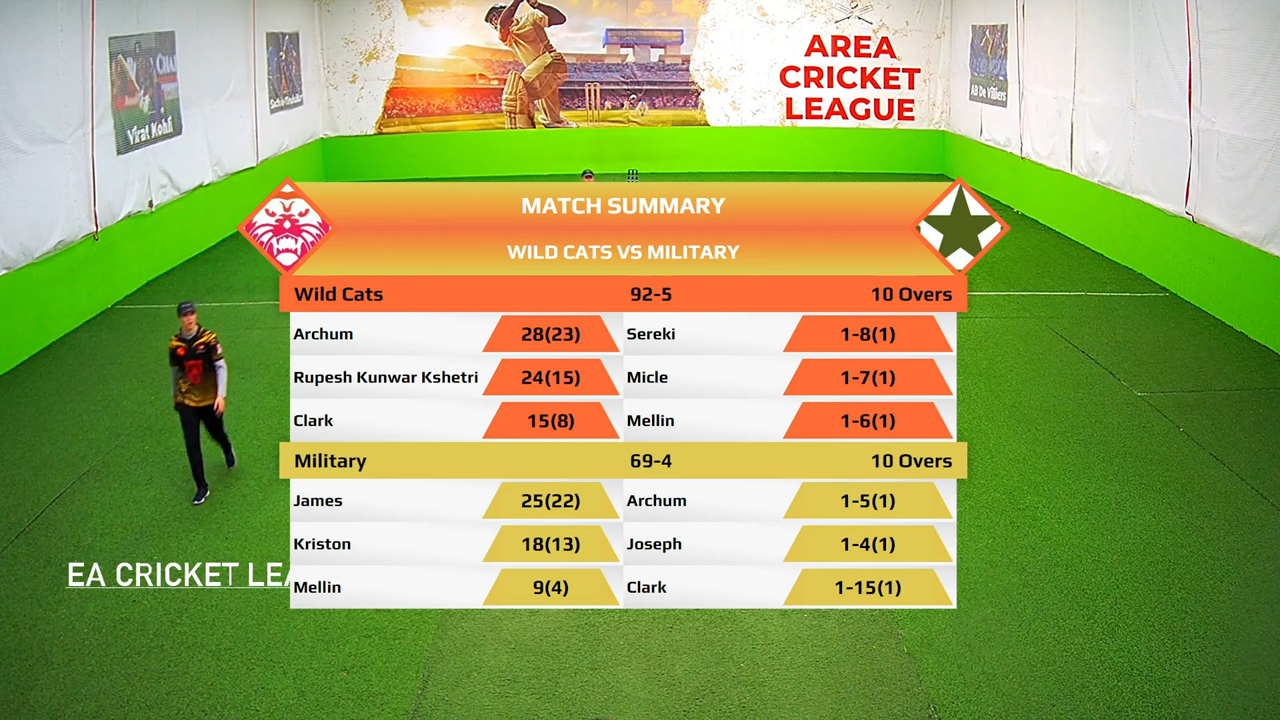 AREA
CRICKET
LEAGUE
Virat Kohli
AB De Villiers
MATCH SUMMARY
WILD CATS VS MILITARY
Wild Cats 92-5 10 Overs
Archum 28(23) Sereki 1-8(1)
Rupesh Kunwar Kshetri 24(15) Micle 1-7(1)
Clark 15(8) Mellin 1-6(1)
Military 69-4 10 Overs
James 25(22) Archum 1-5(1)
Kriston 18(13) Joseph 1-4(1)
EA CRICKET LEA
Mellin 9(4) Clark 1-15(1)